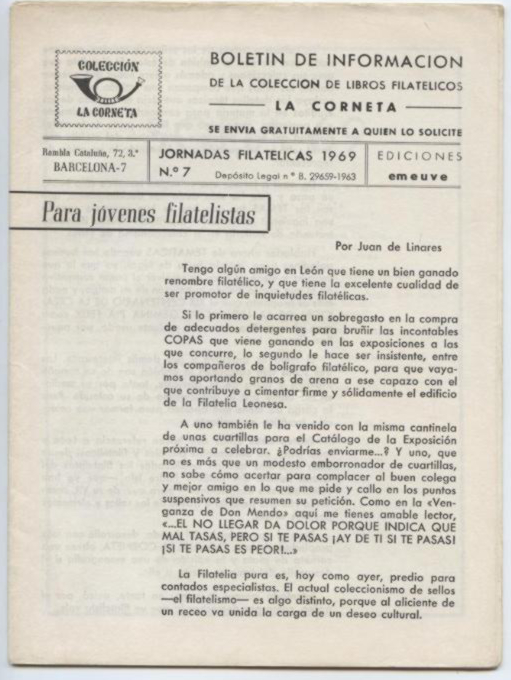 COLECCIÓN
LA CORNETA
BOLETIN DE INFORMACION
DE LA COLECCION DE LIBROS FILATELICOS
LA CORNETA
SE ENVIA GRATUITAMENTE A QUIEN LO SOLICITE
Rambla Cataluña, 72, 3.º
BARCELONA-7
JORNADAS FILATELICAS 1969
N.º 7 Depósito Legal n.º B. 29659-1963
EDICIONES
emeuve
Para jóvenes filatelistas
Por Juan de Linares
Tengo algún amigo en León que tiene un bien ganado
renombre filatélico, y que tiene la excelente cualidad de
ser promotor de inquietudes filatélicas.
Si lo primero le acarrea un sobregasto en la compra
de adecuados detergentes para bruñir las incontables
COPAS que viene ganando en las exposiciones a las
que concurre, lo segundo le hace ser insistente, entre
los compañeros de bolígrafo filatélico, para que vaya-
mos aportando granos de arena a ese capazo con el
que contribuye a cimentar firme y sólidamente el edificio
de la Filatelia Leonesa.
A uno también le ha venido con la misma cantinela
de unas cuartillas para el Catálogo de la Exposición
próxima a celebrar. ¿Podrías enviarme...? Y uno, que
no es más que un modesto emborronador de cuartillas,
no sabe cómo acertar para complacer al buen colega
y mejor amigo en lo que me pide y callo en los puntos
suspensivos que resumen su petición. Como en la «Ven-
ganza de Don Mendo» aquí me tienes amable lector,
«...EL NO LLEGAR DA DOLOR PORQUE INDICA QUE
MAL TASAS, PERO SI TE PASAS ¡AY DE TI SI TE PASAS!
¡SI TE PASAS ES PEOR!...»
La Filatelia pura es, hoy como ayer, predio para
contados especialistas. El actual coleccionismo de sellos
—el filatelismo— es algo distinto, porque al aliciente de
un receo va unida la carga de un deseo cultural.